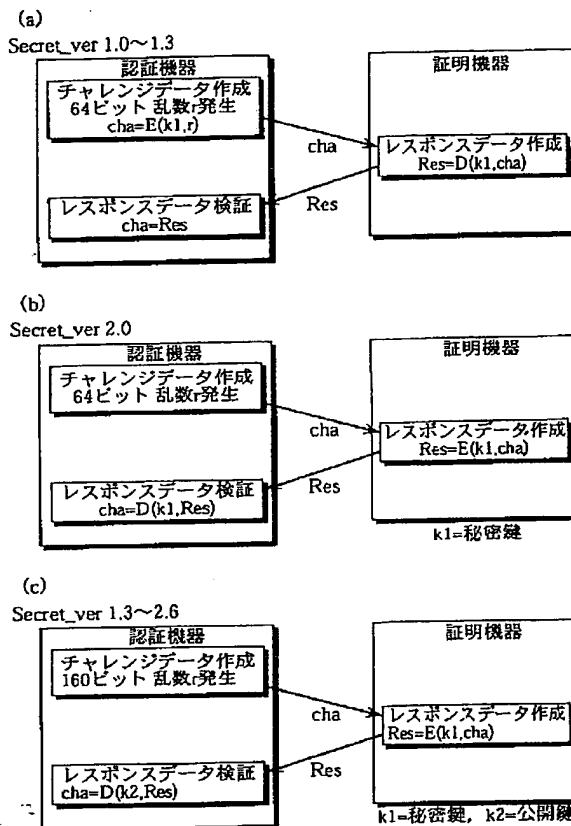 (a)
Secret_ver 1.0～1.3
認証機器
チャレンジデータ作成
64ビット 乱数r発生
cha=E(k1,r)
cha
証明機器
レスポンスデータ作成
Res=D(k1,cha)
レスポンスデータ検証
cha=Res
Res
(b)
Secret_ver 2.0
認証機器
チャレンジデータ作成
64ビット 乱数r発生
cha
証明機器
レスポンスデータ作成
Res=E(k1,cha)
レスポンスデータ検証
cha=D(k1,Res)
Res
k1=秘密鍵
(c)
Secret_ver 1.3～2.6
認証機器
チャレンジデータ作成
160ビット 乱数r発生
cha
証明機器
レスポンスデータ作成
Res=E(k1,cha)
レスポンスデータ検証
cha=D(k2,Res)
Res
k1=秘密鍵, k2=公開鍵